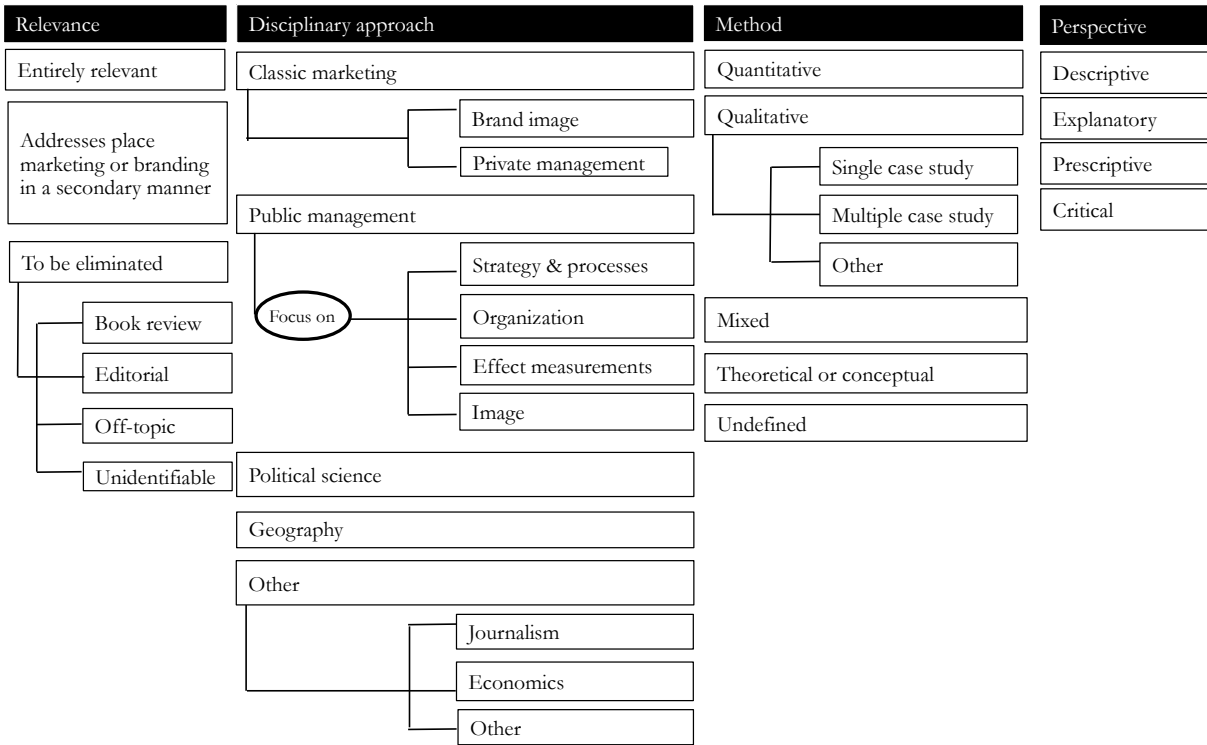 Relevance
Entirely relevant
Addresses place
marketing or branding
in a secondary manner
To be eliminated
Book review
Editorial
Off-topic
Unidentifiable
Disciplinary approach
Classic marketing
Brand image
Private management
Public management
Focus on
Strategy & processes
Organization
Effect measurements
Image
Political science
Geography
Other
Journalism
Economics
Other
Method
Quantitative
Qualitative
Single case study
Multiple case study
Other
Mixed
Theoretical or conceptual
Undefined
Perspective
Descriptive
Explanatory
Prescriptive
Critical